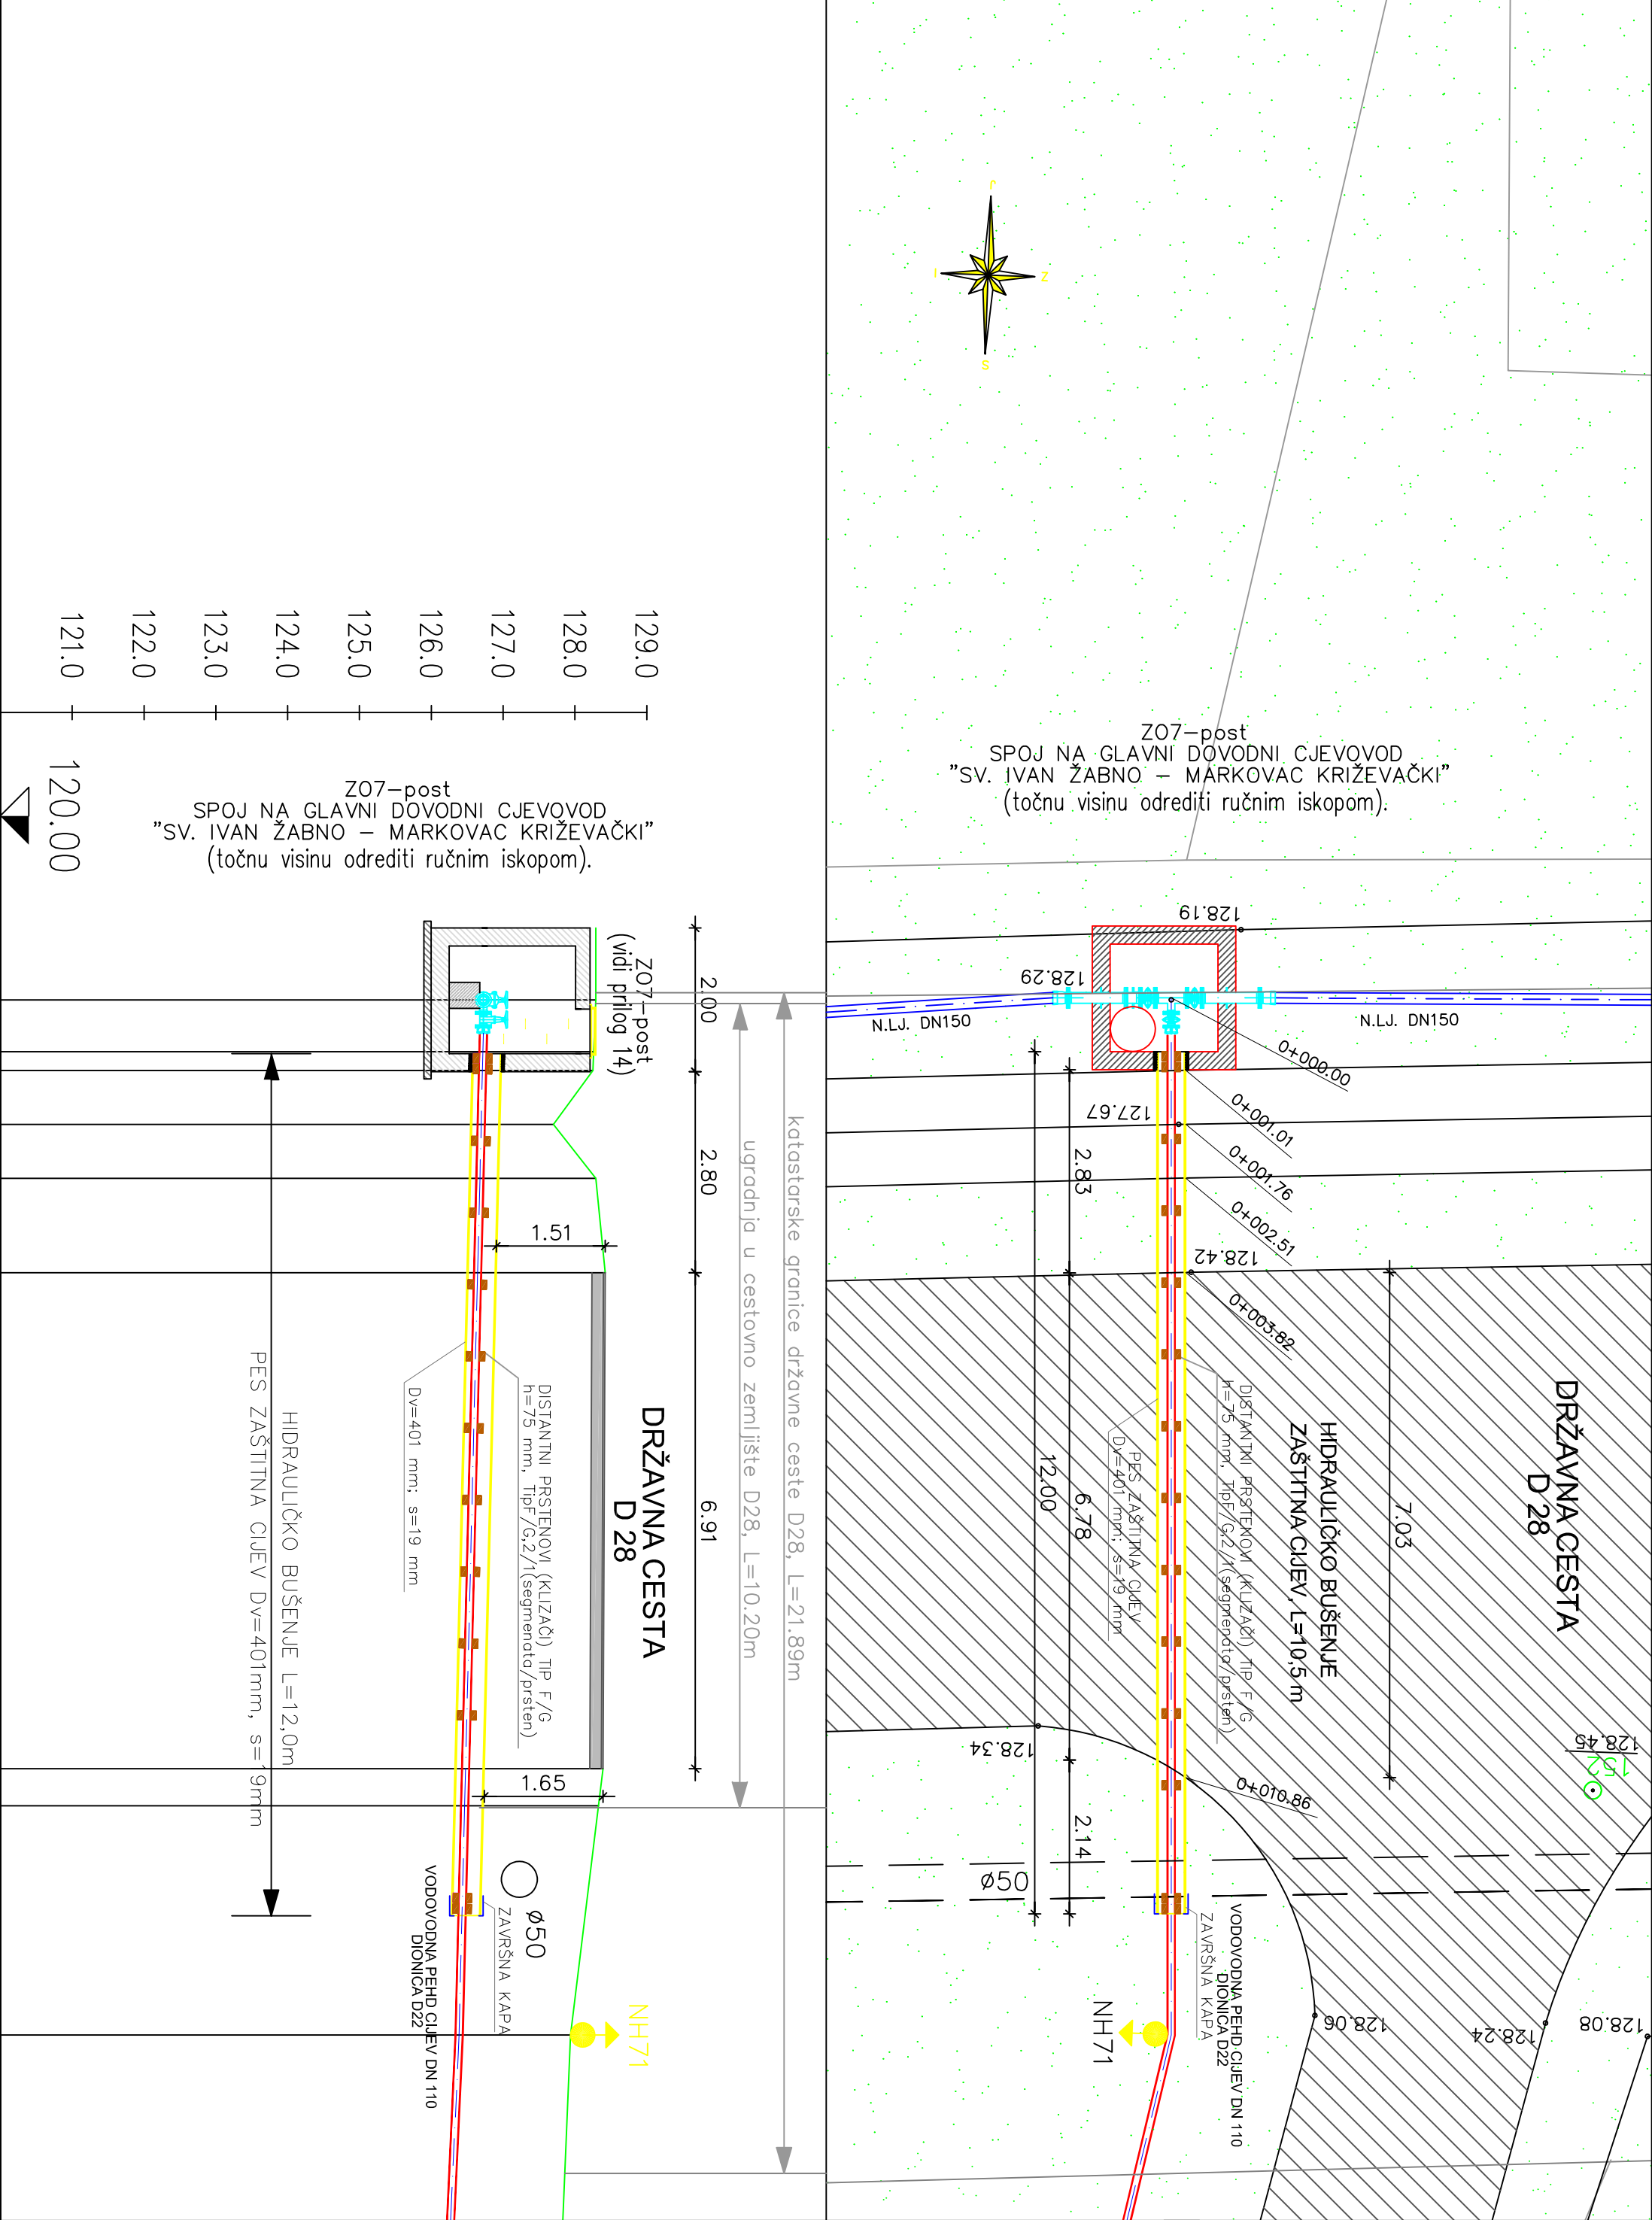 Z07-post
SPOJ NA GLAVNI DOVODNI CJEVOVOD
"SV. IVAN ŽABNO – MARKOVAC KRIŽEVAČKI"
(točnu visinu odrediti ručnim iskopom).
J
I
Z
S
128.19
128.29
N.LJ. DN150
N.LJ. DN150
0+000.00
0+001.01
0+001.76
0+002.51
0+003.82
0+010.86
127.67
128.42
2.83
6.78
2.14
12.00
7.03
DRŽAVNA CESTA
D 28
HIDRAULIČKO BUŠENJE
ZAŠTITNA CIJEV, L=10,5 m
DISTANTNI PRSTENOVI (KLIZAČI) TIP F/G
h=75 mm, TipF/G,2/1(segmenata/prsten)
PES ZAŠTITNA CIJEV
Dv=401 mm; s=19 mm
128.34
128.45
152
Ø50
ZAVRŠNA KAPA
VODOVODNA PEHD CIJEV DN 110
DIONICA D22
NH71
128.06
128.24
128.08
129.0
128.0
127.0
126.0
125.0
124.0
123.0
122.0
121.0
120.00
Z07-post
SPOJ NA GLAVNI DOVODNI CJEVOVOD
"SV. IVAN ŽABNO – MARKOVAC KRIŽEVAČKI"
(točnu visinu odrediti ručnim iskopom).
Z07-post
(vidi prilog 14)
2.00
2.80
6.91
katastarske granice državne ceste D28, L=21.89m
ugradnja u cestovno zemljište D28, L=10.20m
1.51
1.65
DRŽAVNA CESTA
D 28
DISTANTNI PRSTENOVI (KLIZAČI) TIP F/G
h=75 mm, TipF/G,2/1(segmenata/prsten)
Dv=401 mm; s=19 mm
HIDRAULIČKO BUŠENJE L=12,0m
PES ZAŠTITNA CIJEV Dv=401mm, s=19mm
Ø50
ZAVRŠNA KAPA
VODOVODNA PEHD CIJEV DN 110
DIONICA D22
NH71